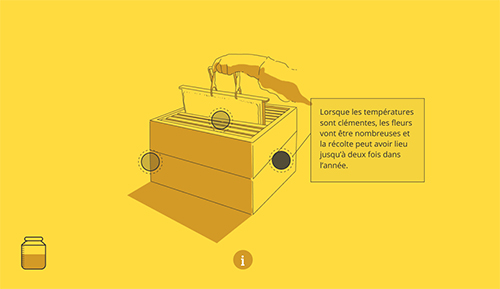 Lorsque les températures
sont clémentes, les fleurs
vont être nombreuses et
la récolte peut avoir lieu
jusqu'à deux fois dans
l'année.
i